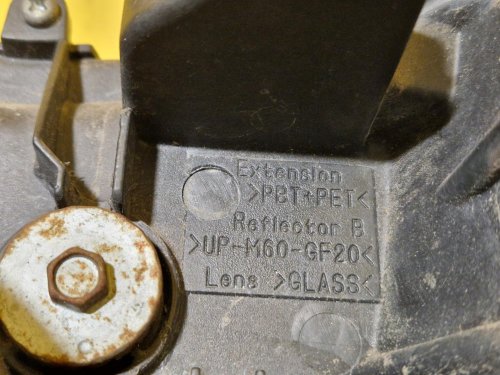 Extension
>PBT+PET<
Reflector B
>UP-M60-GF20<
Lens >GLASS<